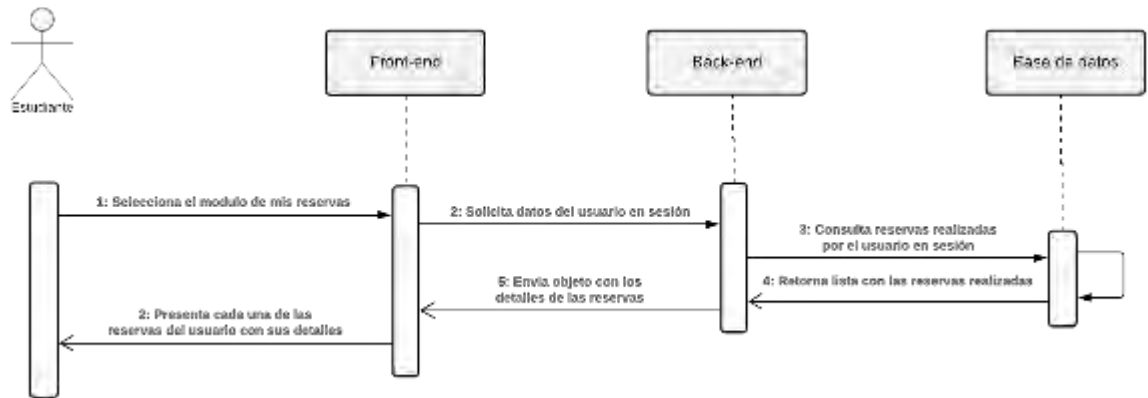 Estudiante
Front-end
Back-end
Base de datos
1: Selecciona el modulo de mis reservas
2: Solicita datos del usuario en sesión
3: Consulta reservas realizadas
por el usuario en sesión
4: Retorna lista con las reservas realizadas
5: Envia objeto con los
detalles de las reservas
2: Presenta cada una de las
reservas del usuario con sus detalles